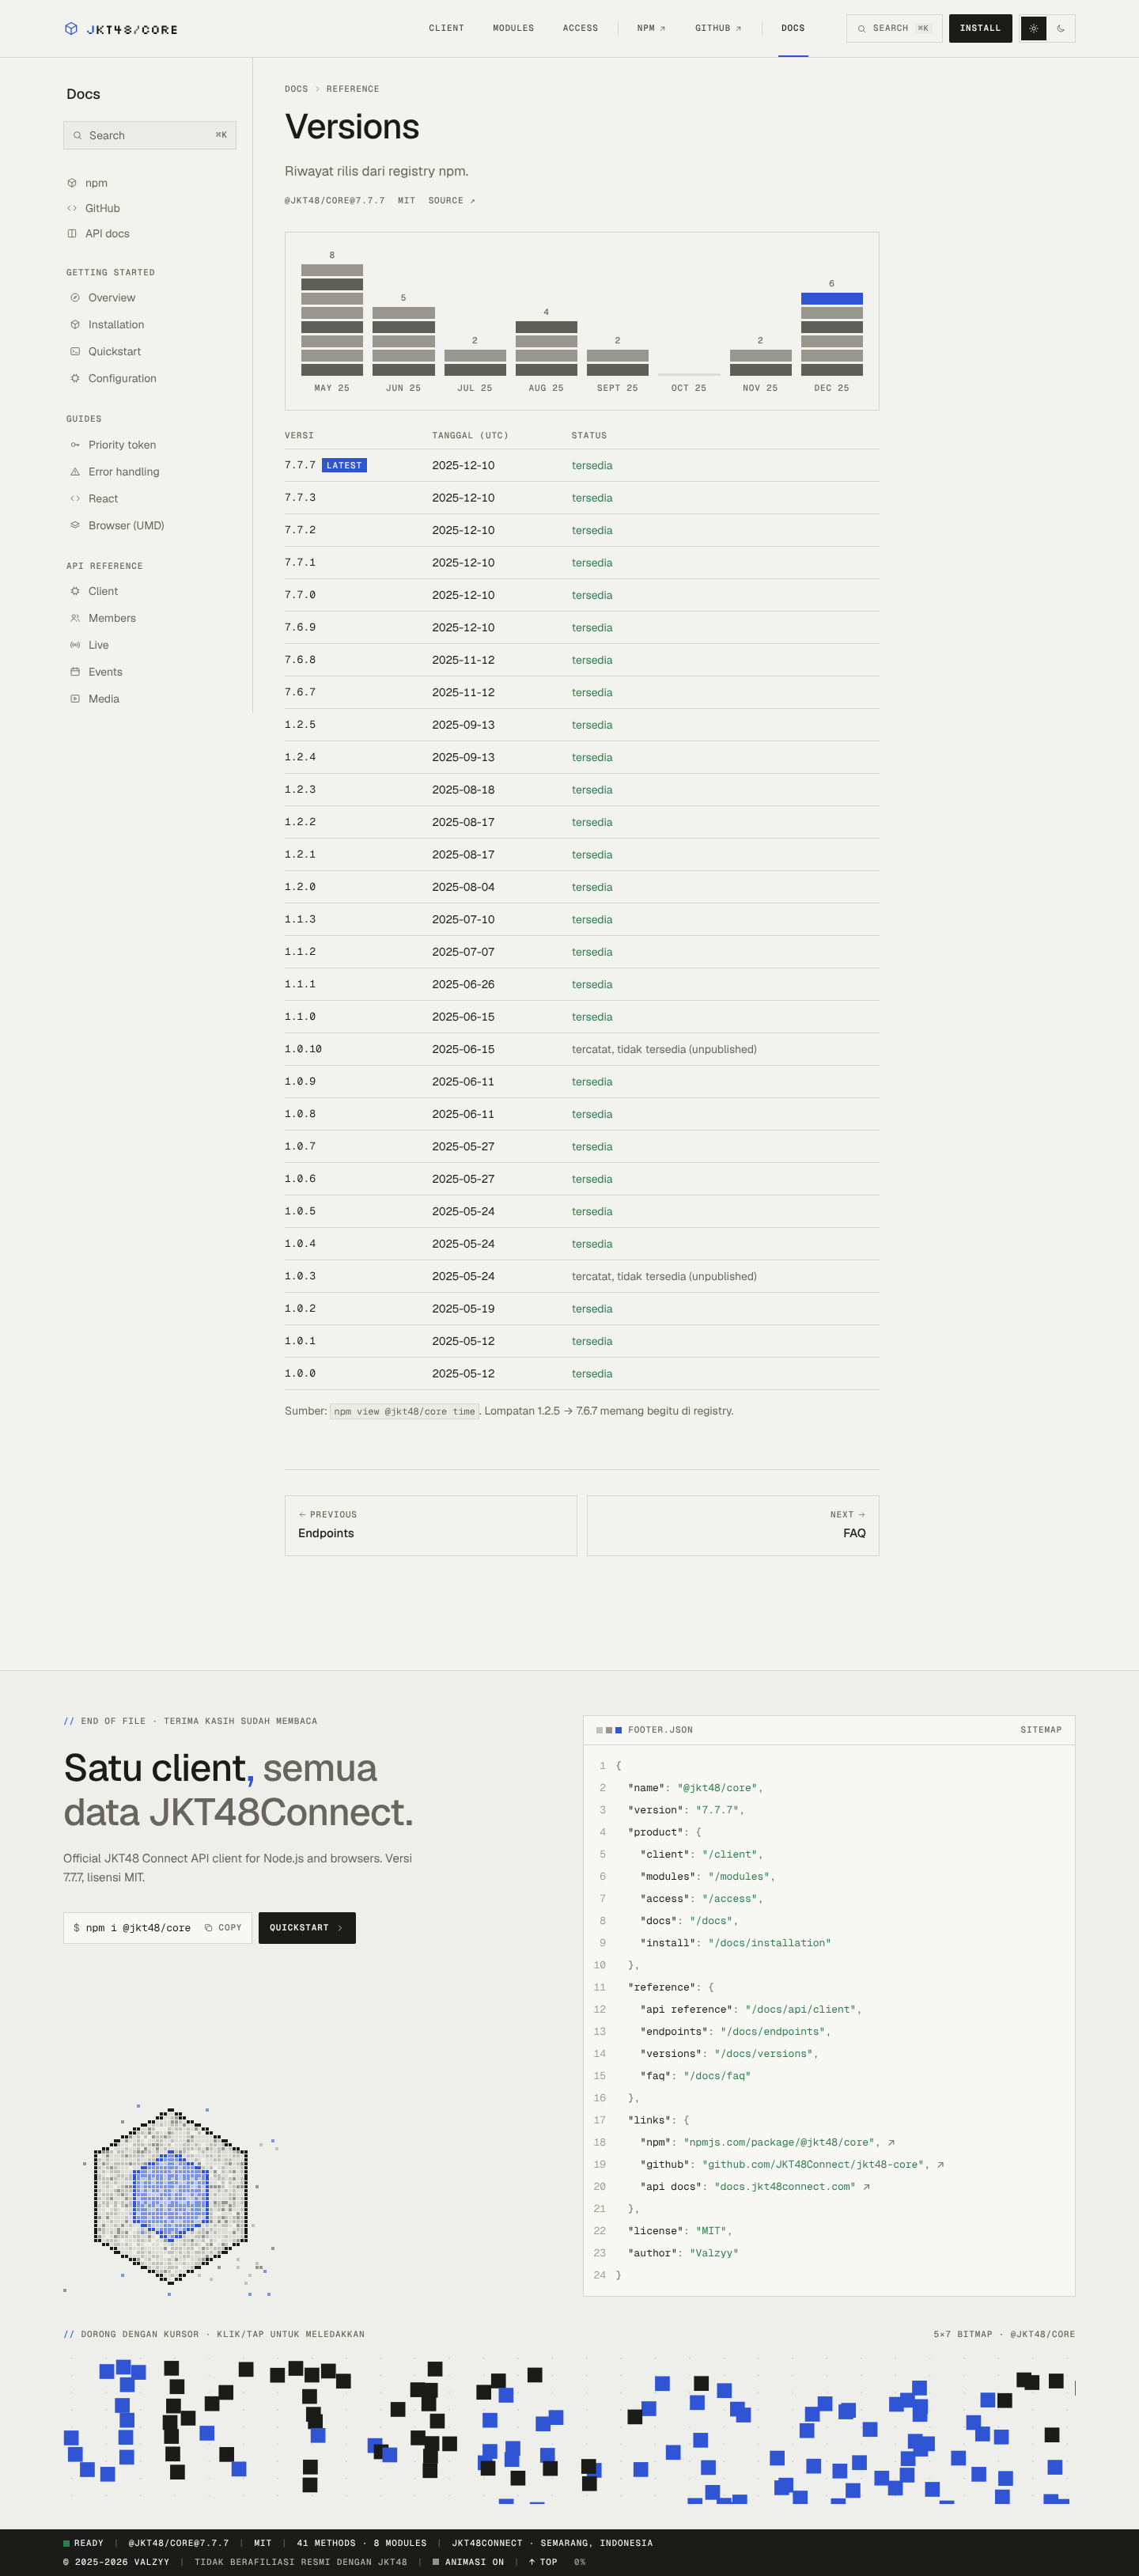 JKT48/CORE
CLIENT MODULES ACCESS NPM ↗ GITHUB ↗ DOCS SEARCH ⌘K INSTALL
Docs
Search ⌘K
npm
GitHub
API docs
GETTING STARTED
Overview
Installation
Quickstart
Configuration
GUIDES
Priority token
Error handling
React
Browser (UMD)
API REFERENCE
Client
Members
Live
Events
Media
DOCS > REFERENCE
Versions
Riwayat rilis dari registry npm.
@JKT48/CORE@7.7.7 MIT SOURCE ↗
8 5 2 4 2 2 6
MAY 25 JUN 25 JUL 25 AUG 25 SEPT 25 OCT 25 NOV 25 DEC 25
VERSI TANGGAL (UTC) STATUS
7.7.7 LATEST 2025-12-10 tersedia
7.7.3 2025-12-10 tersedia
7.7.2 2025-12-10 tersedia
7.7.1 2025-12-10 tersedia
7.7.0 2025-12-10 tersedia
7.6.9 2025-12-10 tersedia
7.6.8 2025-11-12 tersedia
7.6.7 2025-11-12 tersedia
1.2.5 2025-09-13 tersedia
1.2.4 2025-09-13 tersedia
1.2.3 2025-08-18 tersedia
1.2.2 2025-08-17 tersedia
1.2.1 2025-08-17 tersedia
1.2.0 2025-08-04 tersedia
1.1.3 2025-07-10 tersedia
1.1.2 2025-07-07 tersedia
1.1.1 2025-06-26 tersedia
1.1.0 2025-06-15 tersedia
1.0.10 2025-06-15 tercatat, tidak tersedia (unpublished)
1.0.9 2025-06-11 tersedia
1.0.8 2025-06-11 tersedia
1.0.7 2025-05-27 tersedia
1.0.6 2025-05-27 tersedia
1.0.5 2025-05-24 tersedia
1.0.4 2025-05-24 tersedia
1.0.3 2025-05-24 tercatat, tidak tersedia (unpublished)
1.0.2 2025-05-19 tersedia
1.0.1 2025-05-12 tersedia
1.0.0 2025-05-12 tersedia
Sumber: npm view @jkt48/core time. Lompatan 1.2.5 → 7.6.7 memang begitu di registry.
← PREVIOUS
Endpoints
NEXT →
FAQ
// END OF FILE · TERIMA KASIH SUDAH MEMBACA
Satu client, semua
data JKT48Connect.
Official JKT48 Connect API client for Node.js and browsers. Versi
7.7.7, lisensi MIT.
$ npm i @jkt48/core COPY QUICKSTART >
FOOTER.JSON SITEMAP
1 {
2 "name": "@jkt48/core",
3 "version": "7.7.7",
4 "product": {
5 "client": "/client",
6 "modules": "/modules",
7 "access": "/access",
8 "docs": "/docs",
9 "install": "/docs/installation"
10 },
11 "reference": {
12 "api reference": "/docs/api/client",
13 "endpoints": "/docs/endpoints",
14 "versions": "/docs/versions",
15 "faq": "/docs/faq"
16 },
17 "links": {
18 "npm": "npmjs.com/package/@jkt48/core", ↗
19 "github": "github.com/JKT48Connect/jkt48-core", ↗
20 "api docs": "docs.jkt48connect.com" ↗
21 },
22 "license": "MIT",
23 "author": "Valzyy"
24 }
// DORONG DENGAN KURSOR · KLIK/TAP UNTUK MELEDAKKAN
5×7 BITMAP · @JKT48/CORE
READY | @JKT48/CORE@7.7.7 | MIT | 41 METHODS · 8 MODULES | JKT48CONNECT · SEMARANG, INDONESIA
© 2025–2026 VALZYY | TIDAK BERAFILIASI RESMI DENGAN JKT48 | ANIMASI ON | ↑ TOP 0%